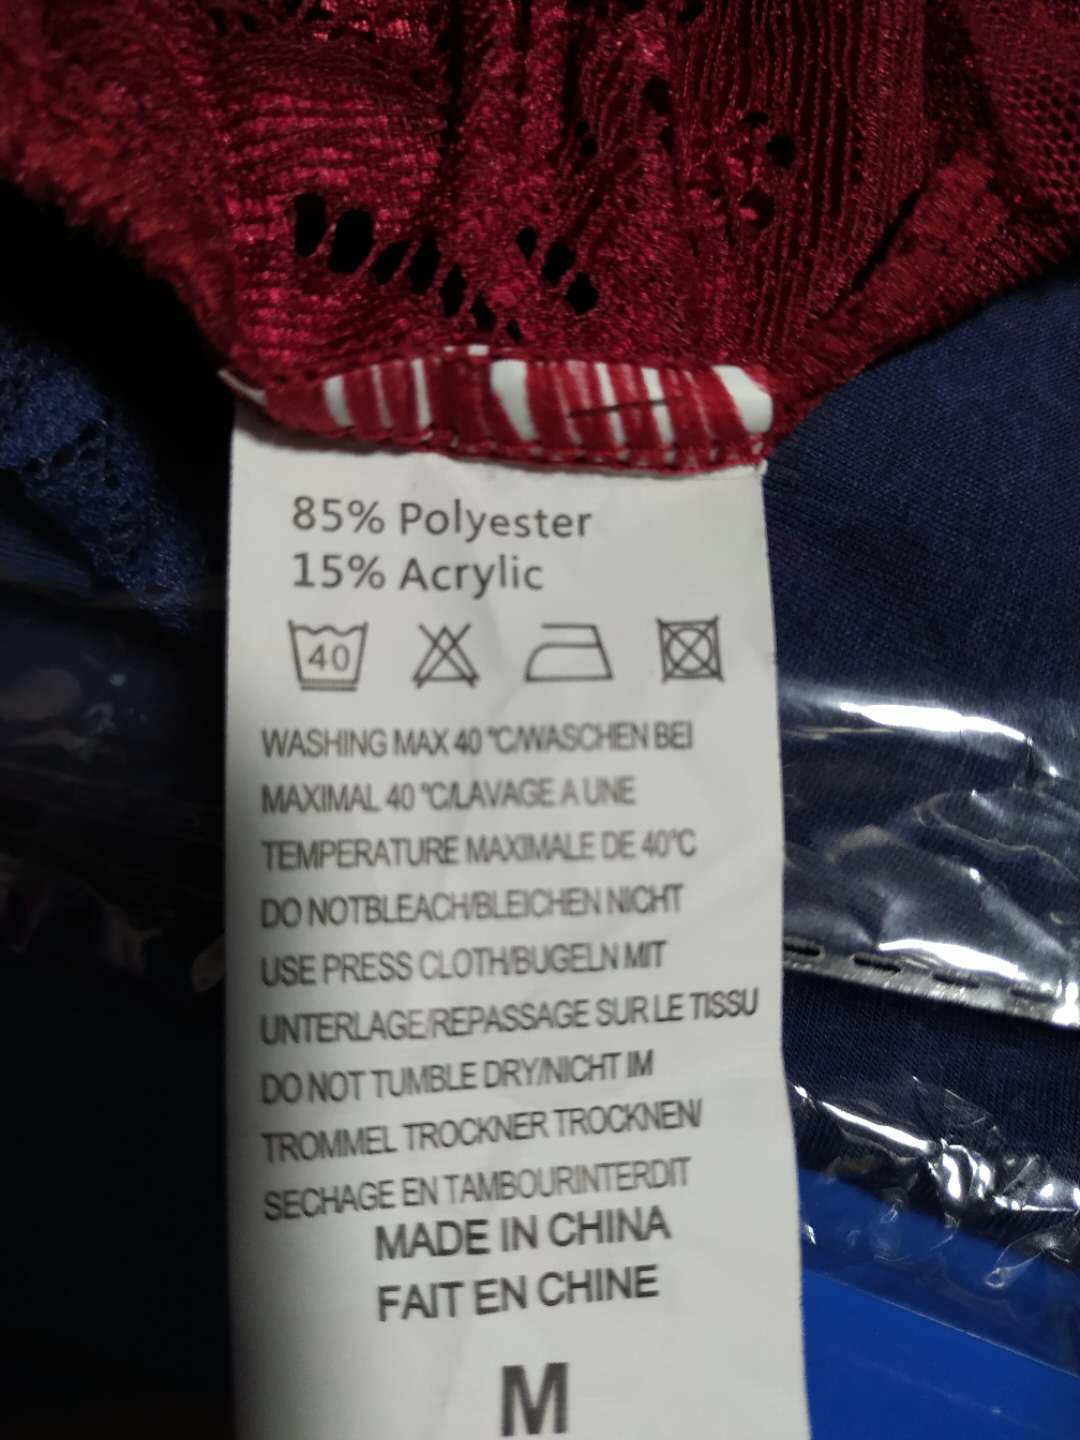 85% Polyester
15% Acrylic
40
WASHING MAX 40 °C/WASCHEN BEI
MAXIMAL 40 °C/LAVAGE A UNE
TEMPERATURE MAXIMALE DE 40°C
DO NOTBLEACH/BLEICHEN NICHT
USE PRESS CLOTH/BUGELN MIT
UNTERLAGE/REPASSAGE SUR LE TISSU
DO NOT TUMBLE DRY/NICHT IM
TROMMEL TROCKNER TROCKNEN/
SECHAGE EN TAMBOURINTERDIT
MADE IN CHINA
FAIT EN CHINE
M